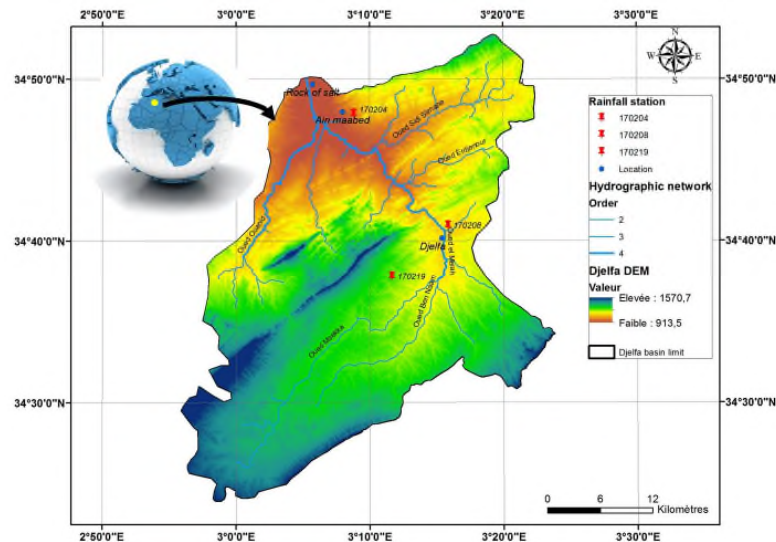 2°50'0"E 3°0'0"E 3°10'0"E 3°20'0"E 3°30'0"E
34°50'0"N
34°50'0"N
N
W E
S
Rock of salt
170204
Ain maabed
Oued Sidi Slimane
Oued Oualrid
170208
Djelfa
Oued el Mellah
170219
Oued Ben Naam
34°40'0"N
34°40'0"N
34°30'0"N
34°30'0"N
Rainfall station
170204
170208
170219
Location
Hydrographic network
Order
2
3
4
Djelfa DEM
Valeur
Elevée : 1570,7
Faible : 913,5
Djelfa basin limit
0 6 12
Kilomètres
2°50'0"E 3°0'0"E 3°10'0"E 3°20'0"E 3°30'0"E